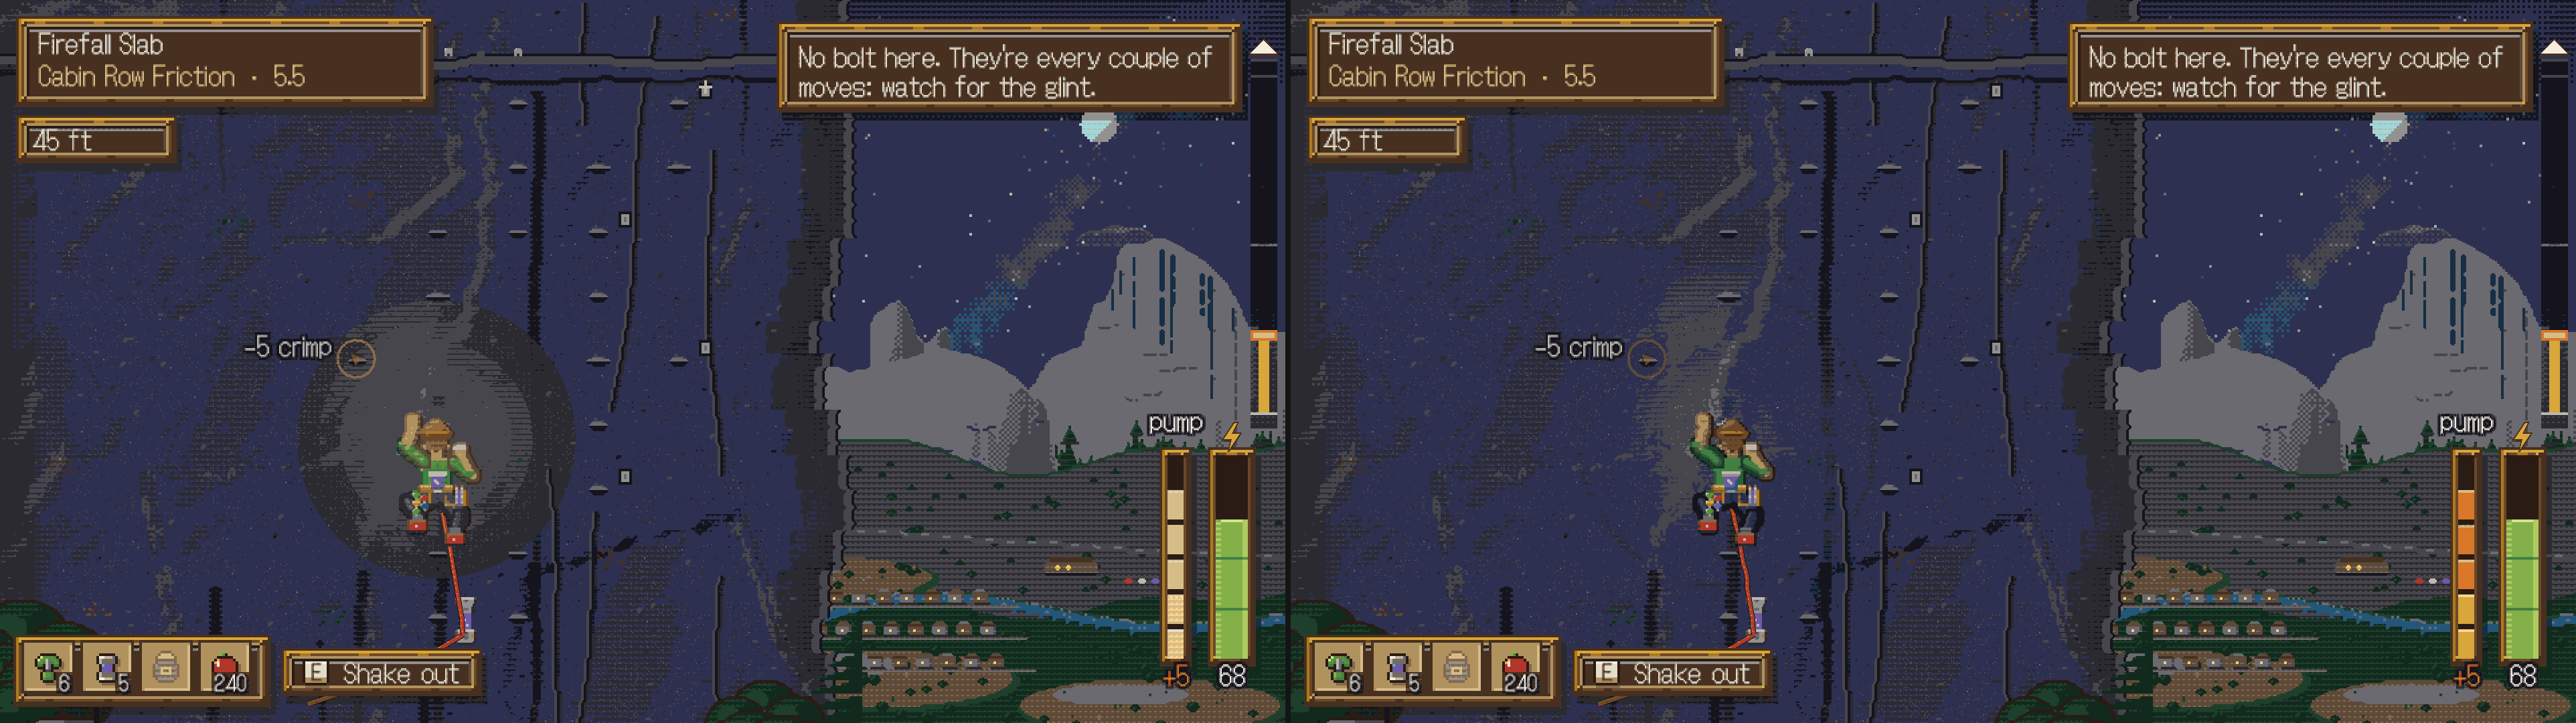 Firefall Slab
Cabin Row Friction · 5.5
45 ft
No bolt here. They're every couple of
moves: watch for the glint.
-5 crimp
pump
6
5
240
E Shake out
+5
68
Firefall Slab
Cabin Row Friction · 5.5
45 ft
No bolt here. They're every couple of
moves: watch for the glint.
-5 crimp
pump
6
5
240
E Shake out
+5
68